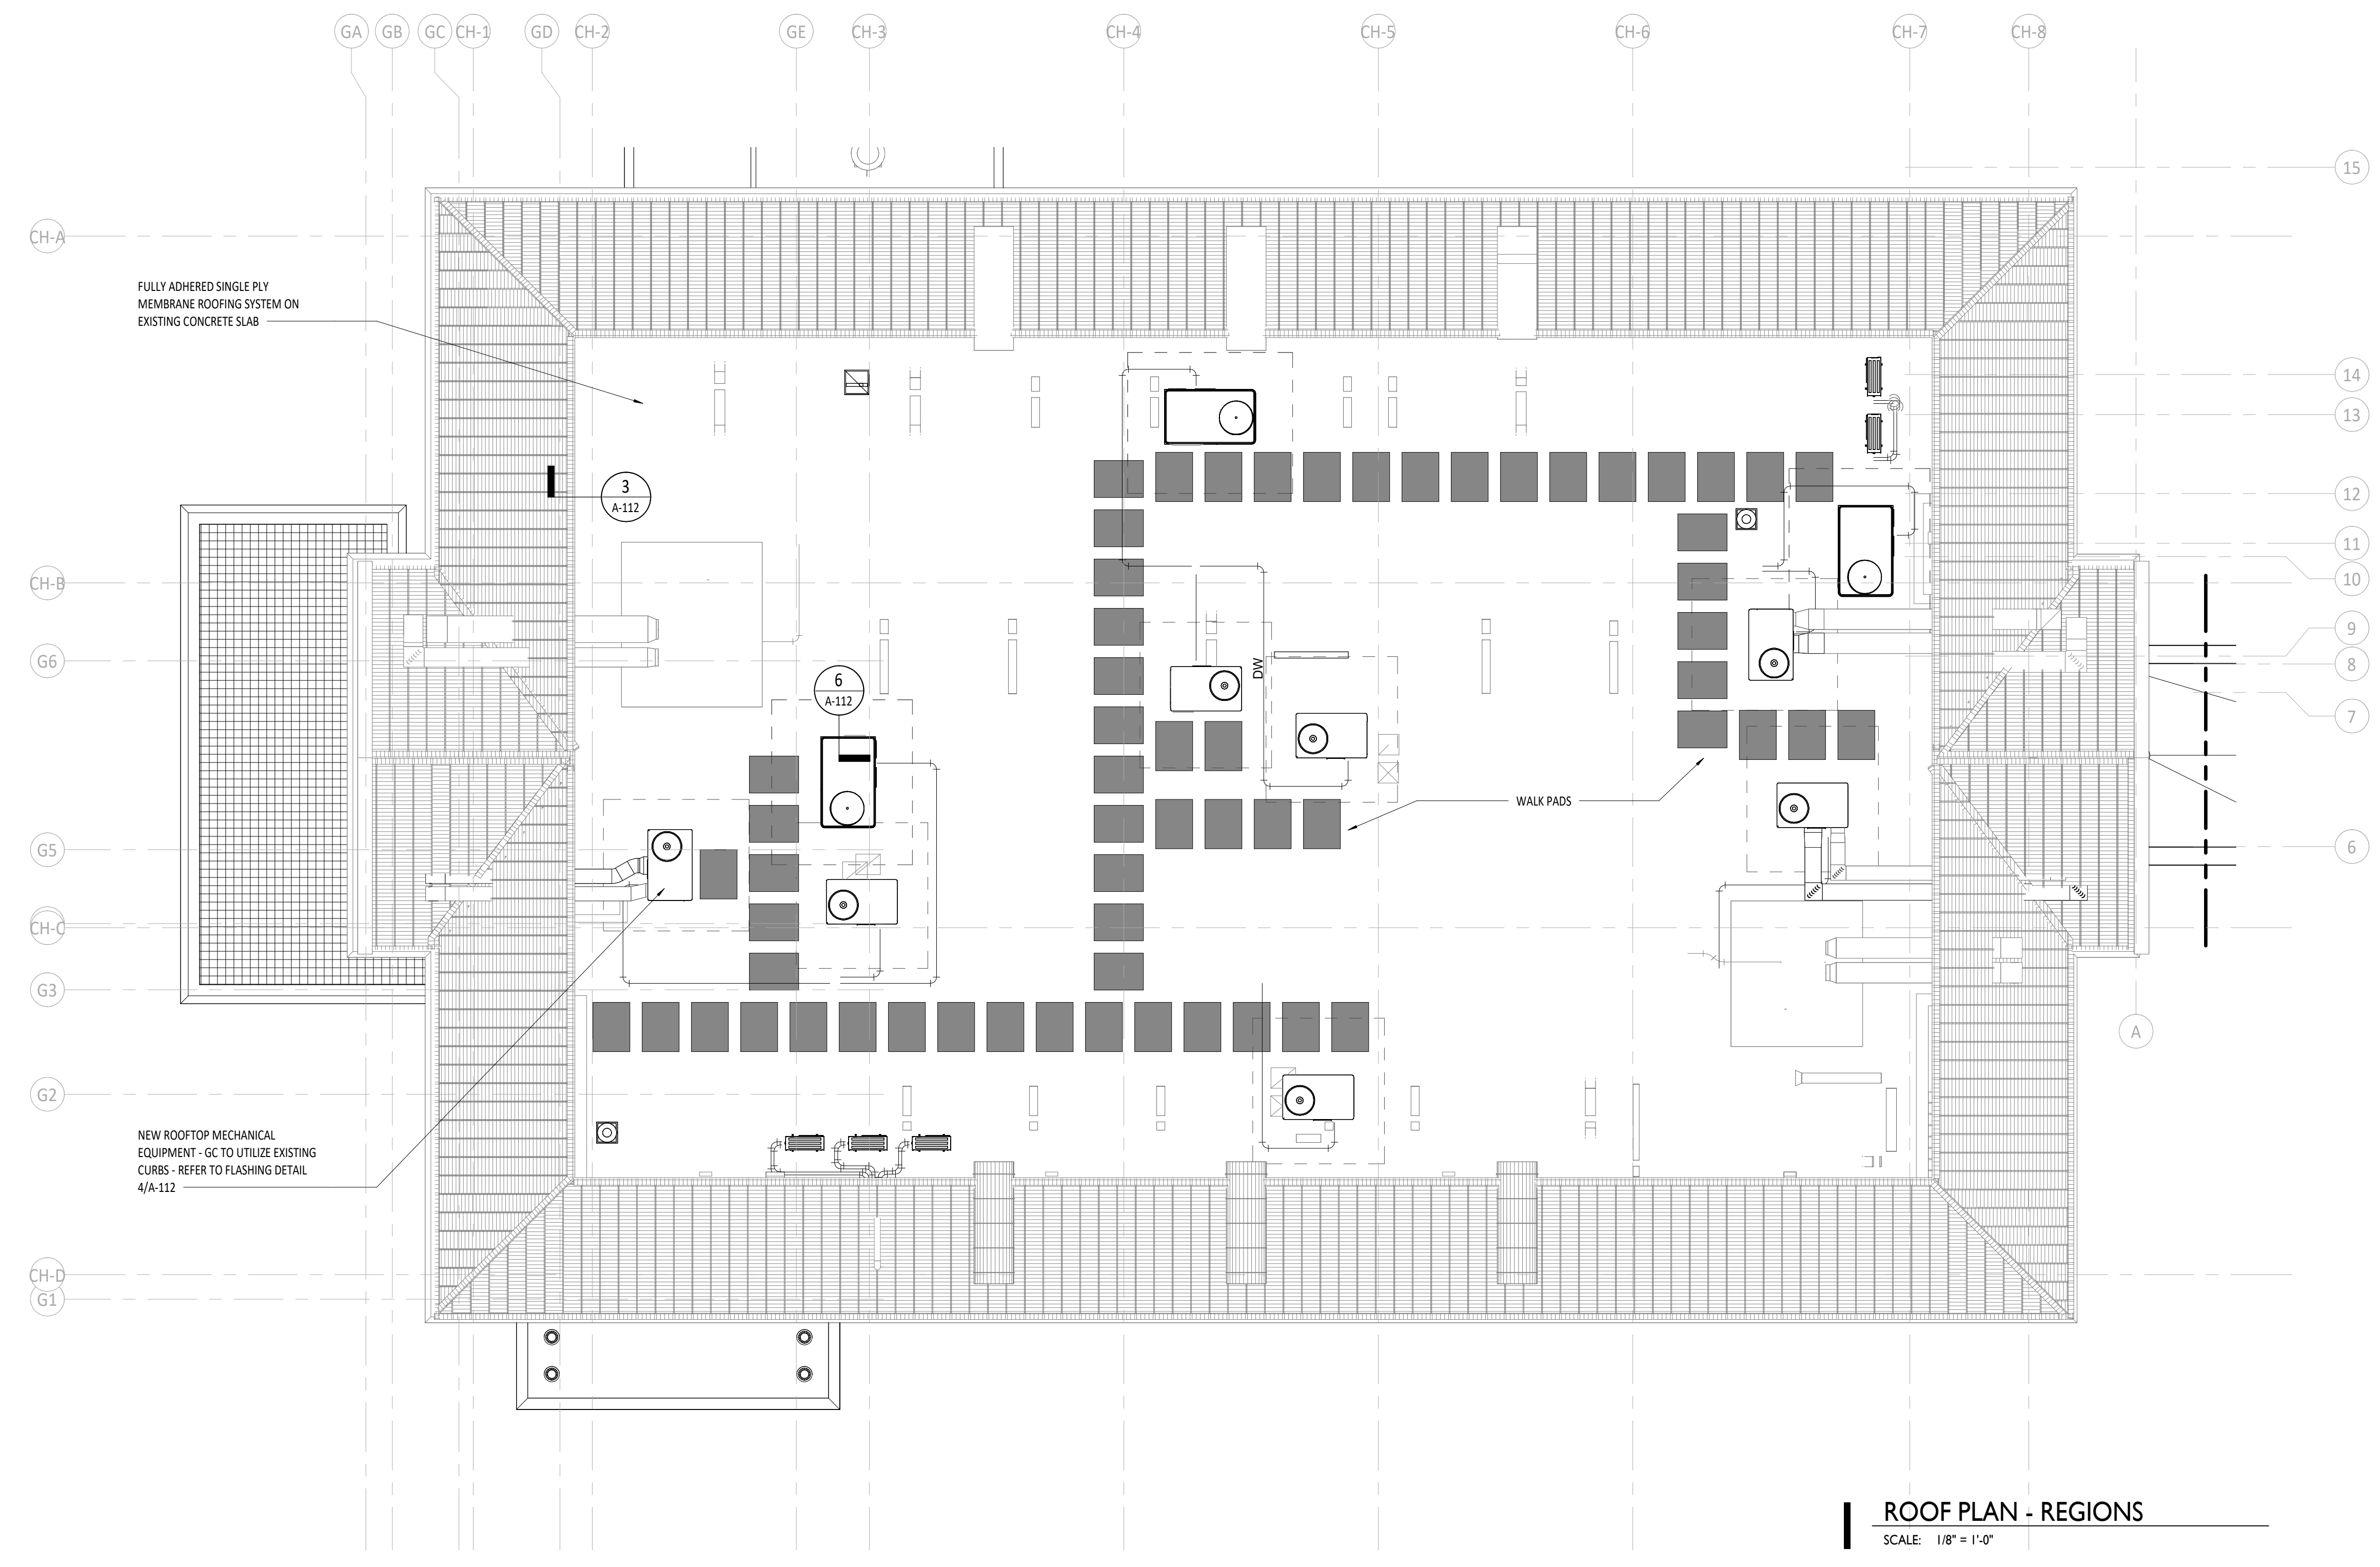 GA GB GC CH-1 GD CH-2 GE CH-3 CH-4 CH-5 CH-6 CH-7 CH-8
15
CH-A
FULLY ADHERED SINGLE PLY
MEMBRANE ROOFING SYSTEM ON
EXISTING CONCRETE SLAB
14
13
3
A-112
12
11
10
CH-B
9
G6
8
DW
6
A-112
7
WALK PADS
G5
6
CH-C
G3
A
G2
NEW ROOFTOP MECHANICAL
EQUIPMENT - GC TO UTILIZE EXISTING
CURBS - REFER TO FLASHING DETAIL
4/A-112
CH-D
G1
ROOF PLAN - REGIONS
SCALE: 1/8" = 1'-0"